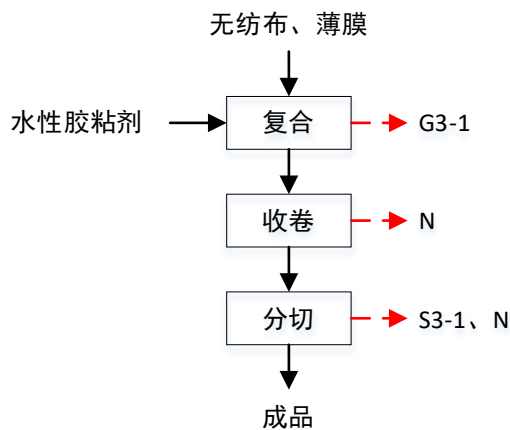 无纺布、薄膜
水性胶粘剂
复合
G3-1
收卷
N
分切
S3-1、N
成品